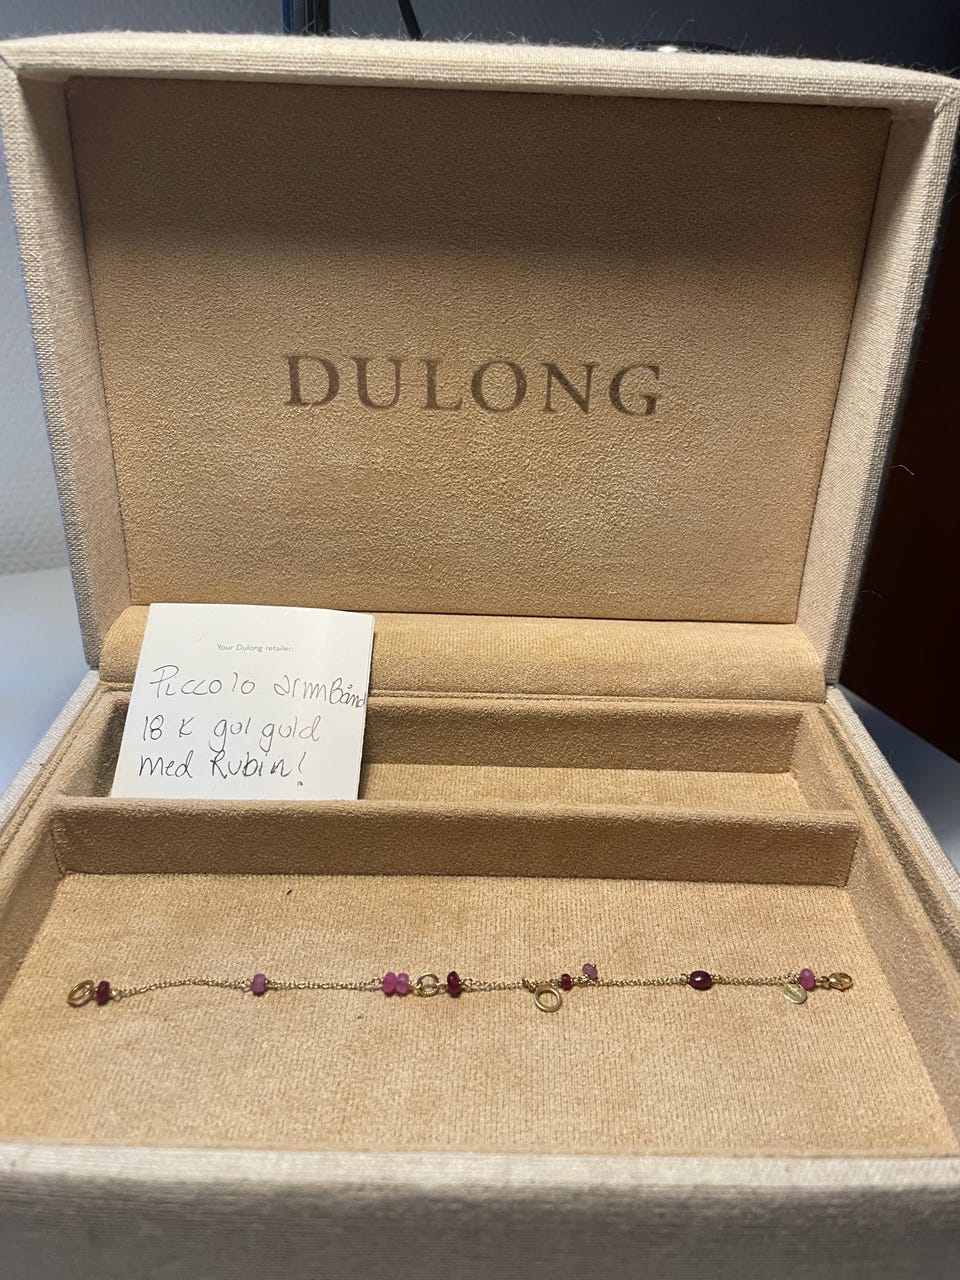 DULONG
Your Dulong retailer:
Piccolo armbånd
18 K gul guld
med Rubin!